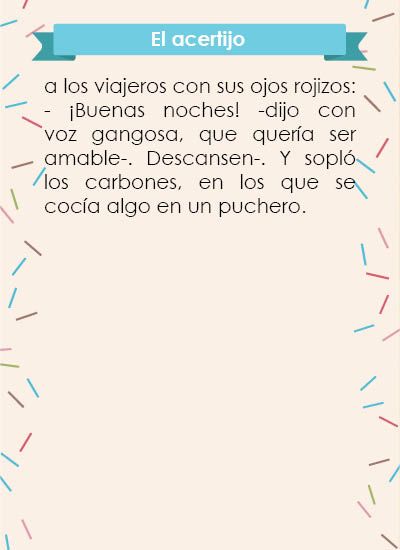 El acertijo
a los viajeros con sus ojos rojizos:
- ¡Buenas noches! -dijo con
voz gangosa, que quería ser
amable-. Descansen-. Y sopló
los carbones, en los que se
cocía algo en un puchero.